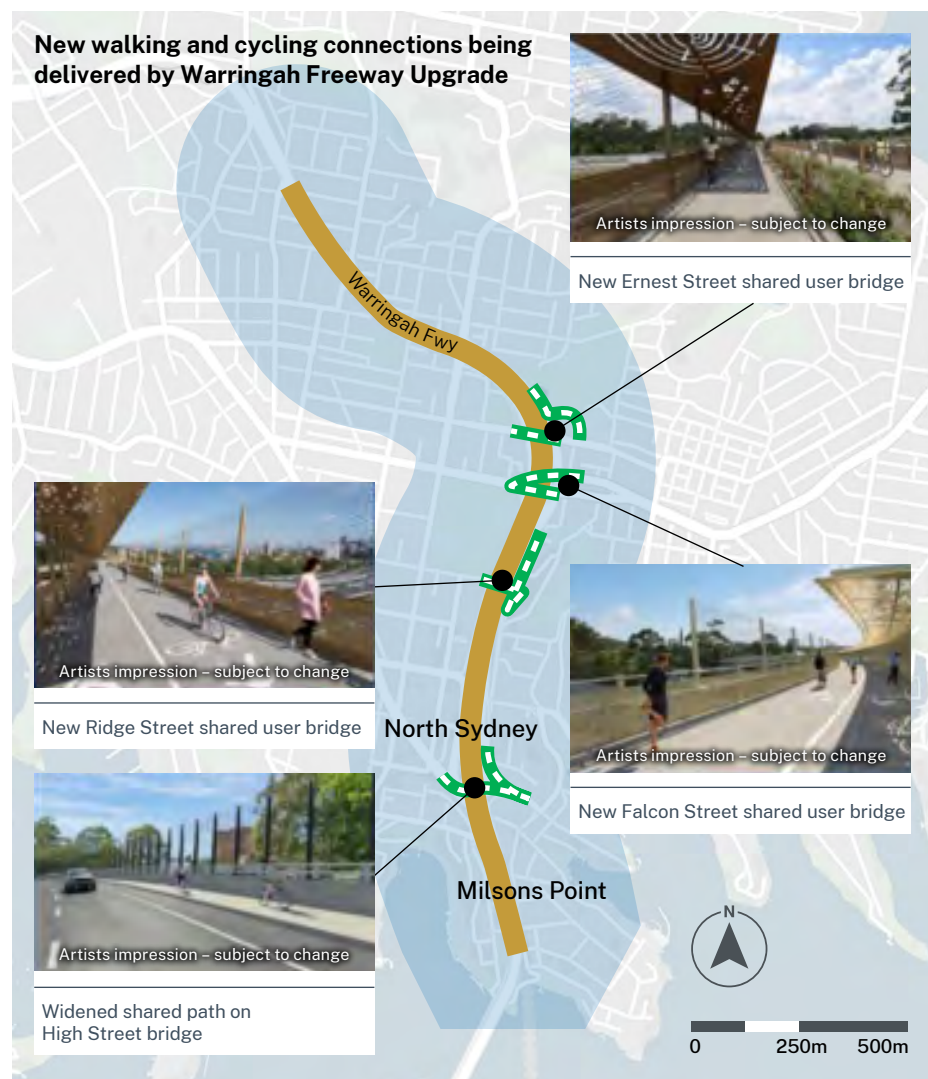 New walking and cycling connections being
delivered by Warringah Freeway Upgrade
Artists impression – subject to change
New Ernest Street shared user bridge
Warringah Fwy
Artists impression – subject to change
New Ridge Street shared user bridge
Artists impression – subject to change
New Falcon Street shared user bridge
North Sydney
Artists impression – subject to change
Widened shared path on
High Street bridge
Milsons Point
N
0 250m 500m